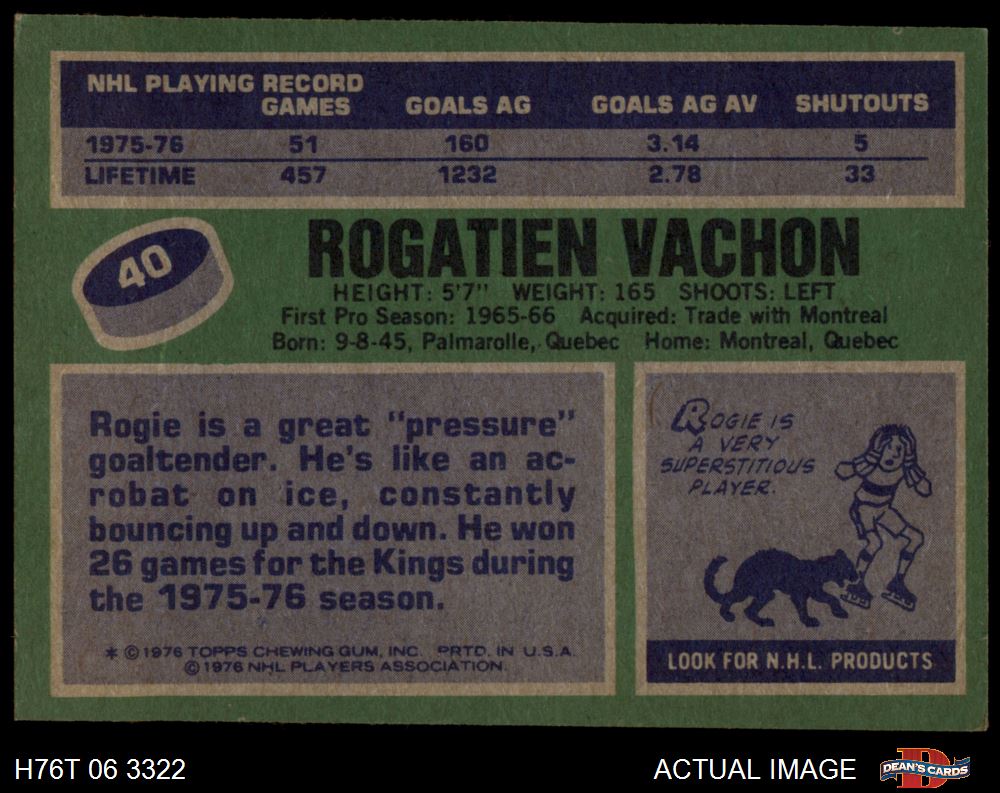 NHL PLAYING RECORD
GAMES GOALS AG GOALS AG AV SHUTOUTS
1975-76 51 160 3.14 5
LIFETIME 457 1232 2.78 33
40
ROGATIEN VACHON
HEIGHT: 5'7" WEIGHT: 165 SHOOTS: LEFT
First Pro Season: 1965-66 Acquired: Trade with Montreal
Born: 9-8-45, Palmarolle, Quebec Home: Montreal, Quebec
Rogie is a great "pressure"
goaltender. He's like an ac-
robat on ice, constantly
bouncing up and down. He won
26 games for the Kings during
the 1975-76 season.
* © 1976 TOPPS CHEWING GUM, INC. PRTD. IN U.S.A.
© 1976 NHL PLAYERS ASSOCIATION.
ROGIE IS
A VERY
SUPERSTITIOUS
PLAYER.
LOOK FOR N.H.L. PRODUCTS
H76T 06 3322
ACTUAL IMAGE
D
DEAN'S CARDS